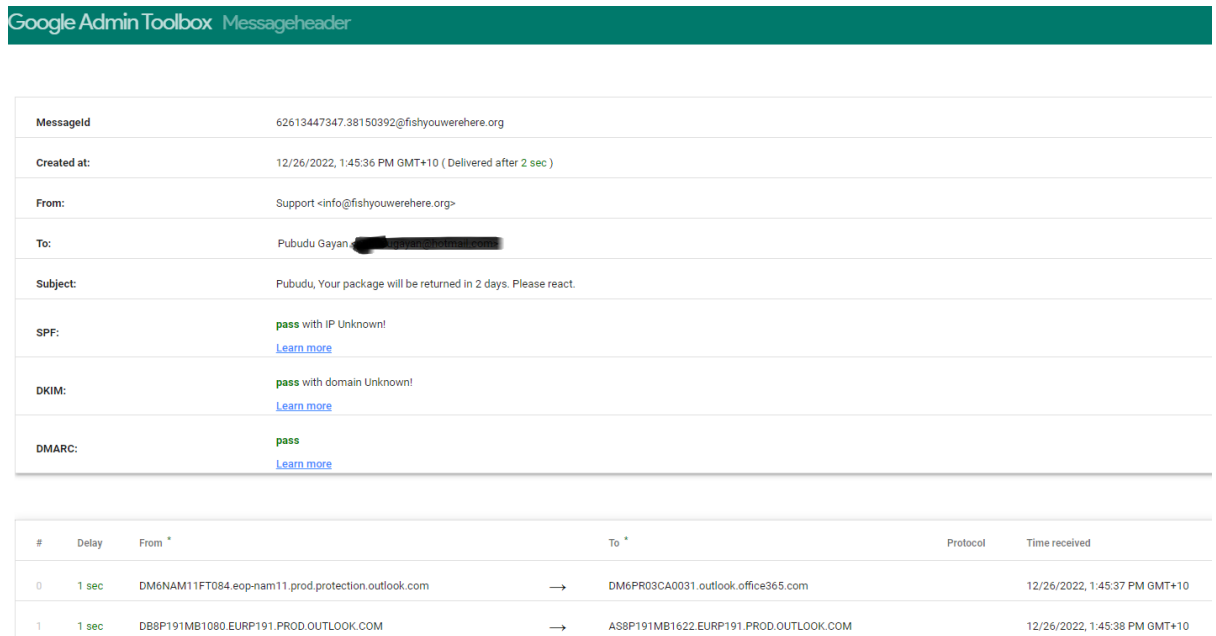 Google Admin Toolbox Messageheader
MessageId 62613447347.38150392@fishyouwerehere.org
Created at: 12/26/2022, 1:45:36 PM GMT+10 ( Delivered after 2 sec )
From: Support <info@fishyouwerehere.org>
To: Pubudu Gayan
Subject: Pubudu, Your package will be returned in 2 days. Please react.
SPF: pass with IP Unknown!
Learn more
DKIM: pass with domain Unknown!
Learn more
DMARC: pass
Learn more
# Delay From * To * Protocol Time received
0 1 sec DM6NAM11FT084.eop-nam11.prod.protection.outlook.com → DM6PR03CA0031.outlook.office365.com 12/26/2022, 1:45:37 PM GMT+10
1 1 sec DB8P191MB1080.EURP191.PROD.OUTLOOK.COM → AS8P191MB1622.EURP191.PROD.OUTLOOK.COM 12/26/2022, 1:45:38 PM GMT+10